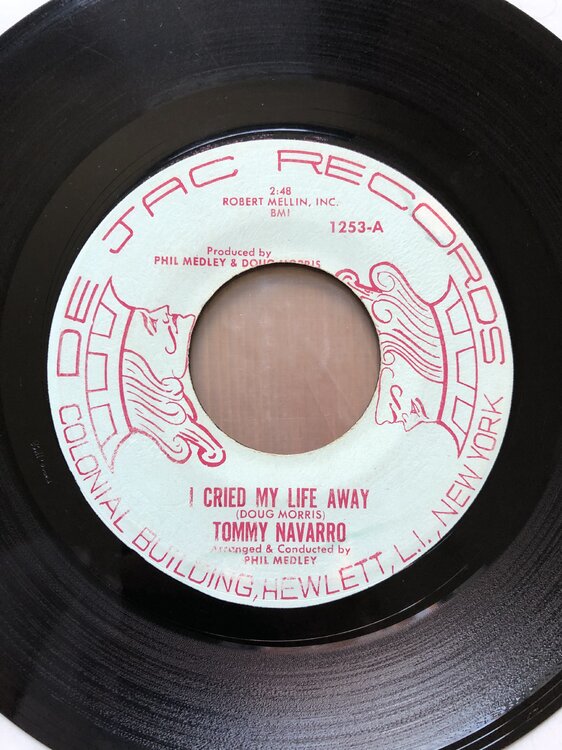 DE JAC RECORDS
2:48
ROBERT MELLIN, INC.
BMI
1253-A
Produced by
PHIL MEDLEY & DOUG MORRIS
I CRIED MY LIFE AWAY
(DOUG MORRIS)
TOMMY NAVARRO
Arranged & Conducted by
PHIL MEDLEY
COLONIAL BUILDING, HEWLETT, L.I., NEW YORK